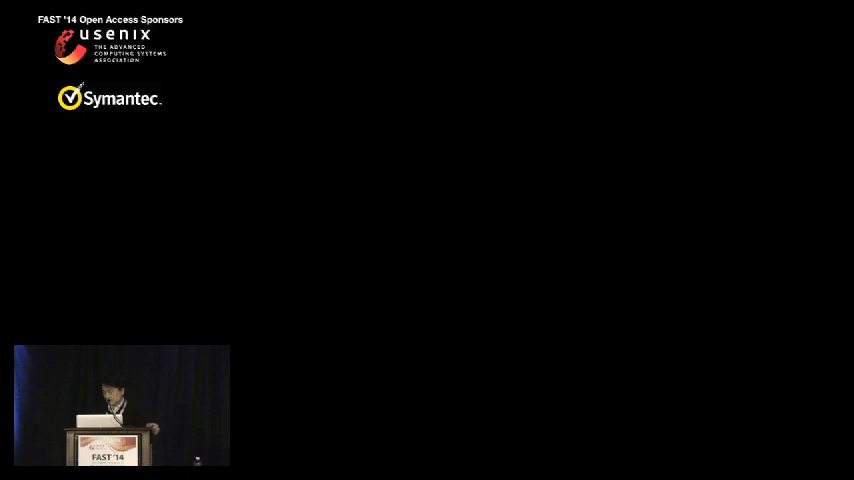 FAST '14 Open Access Sponsors
usenix
THE ADVANCED
COMPUTING SYSTEMS
ASSOCIATION
Symantec.
FAST '14